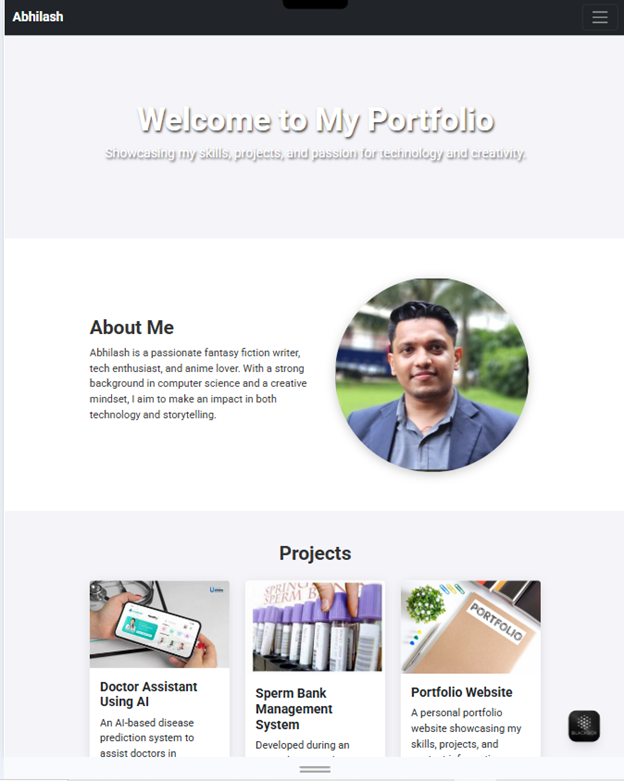 Abhilash
Welcome to My Portfolio
Showcasing my skills, projects, and passion for technology and creativity.
About Me
Abhilash is a passionate fantasy fiction writer,
tech enthusiast, and anime lover. With a strong
background in computer science and a creative
mindset, I aim to make an impact in both
technology and storytelling.
Projects
SPRING
SPERM BANK
PORTFOLIO
Doctor Assistant
Using AI
An AI-based disease
prediction system to
assist doctors in
Sperm Bank
Management
System
Developed during an
Portfolio Website
A personal portfolio
website showcasing my
skills, projects, and
BLACKBOX